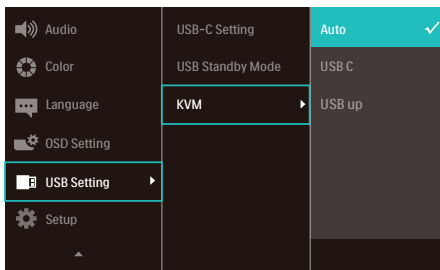 Audio
Color
Language
OSD Setting
USB Setting
Setup
USB-C Setting
USB Standby Mode
KVM
Auto
USB C
USB up